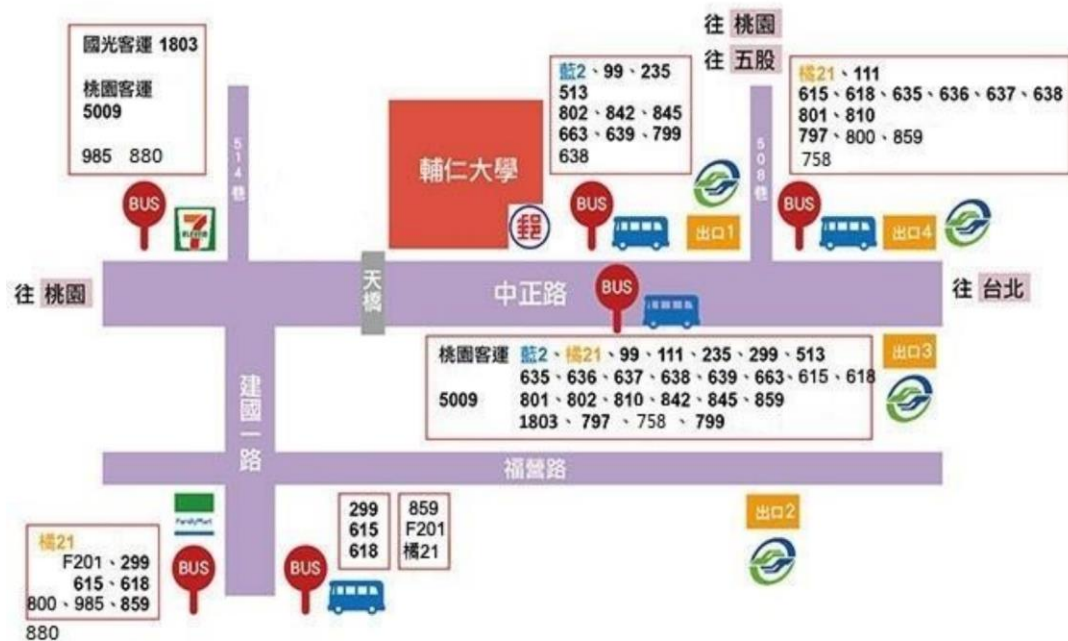 往 桃園
往 五股
國光客運 1803
桃園客運
5009
985 880
BUS
7
ELEVEN
514巷
輔仁大學
郵
藍2、99、235
513
802、842、845
663、639、799
638
BUS
出口1
508巷
橘21、111
615、618、635、636、637、638
801、810
797、800、859
758
BUS
出口4
往 桃園
天橋
中正路
BUS
往 台北
桃園客運 藍2、橘21、99、111、235、299、513
635、636、637、638、639、663、615、618
5009 801、802、810、842、845、859
1803、797、758、799
出口3
建國一路
福營路
FamilyMart
橘21
F201、299
615、618
800、985、859
880
BUS
BUS
299
615
618
859
F201
橘21
出口2